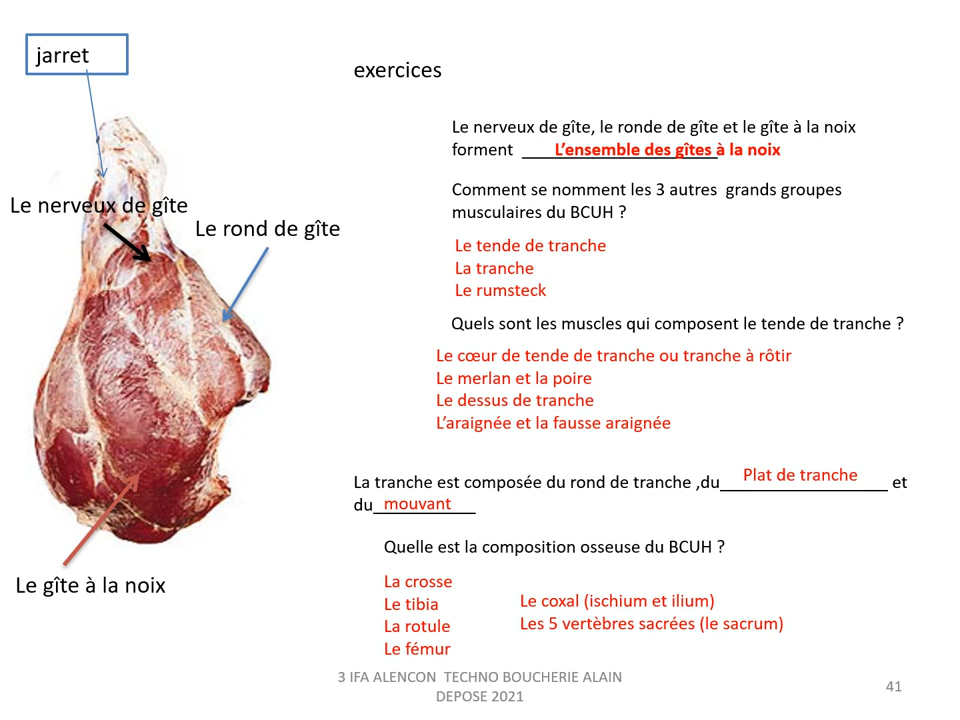 jarret
exercices
Le nerveux de gîte, le ronde de gîte et le gîte à la noix
forment L'ensemble des gîtes à la noix
Le nerveux de gîte
Le rond de gîte
Comment se nomment les 3 autres grands groupes
musculaires du BCUH ?
Le tende de tranche
La tranche
Le rumsteck
Quels sont les muscles qui composent le tende de tranche ?
Le cœur de tende de tranche ou tranche à rôtir
Le merlan et la poire
Le dessus de tranche
L'araignée et la fausse araignée
La tranche est composée du rond de tranche ,du Plat de tranche et
du mouvant
Quelle est la composition osseuse du BCUH ?
Le gîte à la noix
La crosse
Le tibia
La rotule
Le fémur
Le coxal (ischium et ilium)
Les 5 vertèbres sacrées (le sacrum)
3 IFA ALENCON TECHNO BOUCHERIE ALAIN
DEPOSE 2021
41